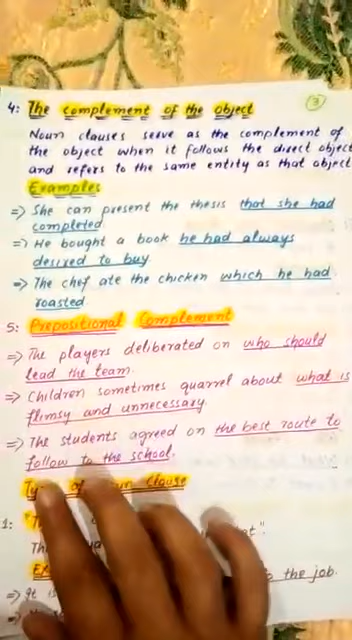 3
4: The complement of the object
Noun clauses serve as the complement of
the object when it follows the direct object
and refers to the same entity as that object
Examples
=> She can present the thesis that she had
completed.
=> He bought a book he had always
desired to buy
=> The chef ate the chicken which he had
roasted.
5: Prepositional Complement
=> The players deliberated on who should
lead the team.
=> Children sometimes quarrel about what is
flimsy and unnecessary.
=> The students agreed on the best route to
follow to the school.
Clause
1:
the job.
=> It
=>